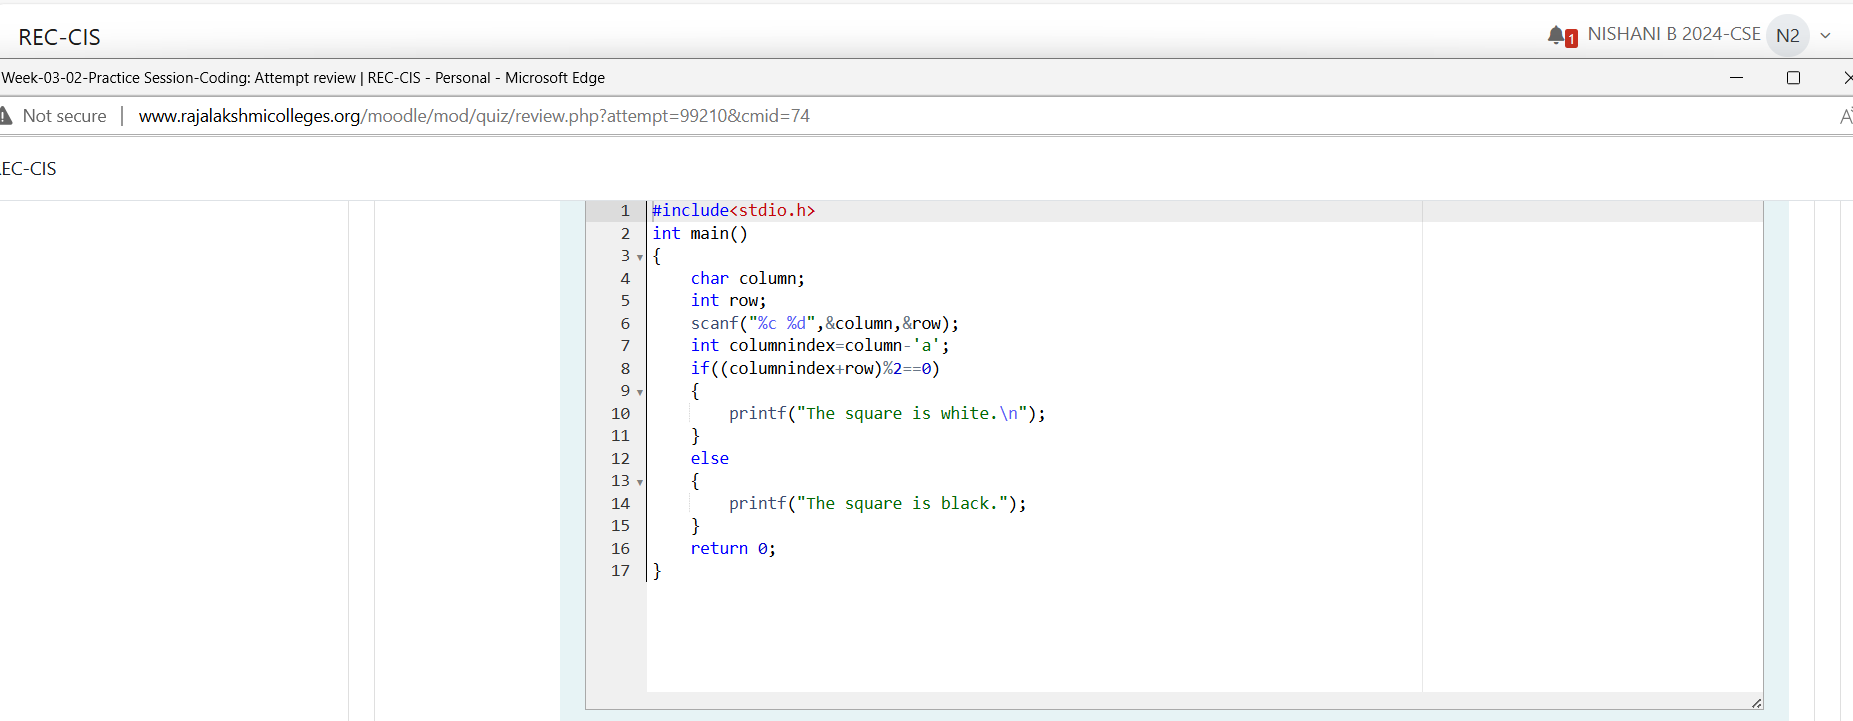 REC-CIS
1
NISHANI B 2024-CSE
N2
Week-03-02-Practice Session-Coding: Attempt review | REC-CIS - Personal - Microsoft Edge
Not secure | www.rajalakshmicolleges.org/moodle/mod/quiz/review.php?attempt=99210&cmid=74
EC-CIS
1 #include<stdio.h>
2 int main()
3 {
4     char column;
5     int row;
6     scanf("%c %d",&column,&row);
7     int columnindex=column-'a';
8     if((columnindex+row)%2==0)
9     {
10         printf("The square is white.\n");
11     }
12     else
13     {
14         printf("The square is black.");
15     }
16     return 0;
17 }